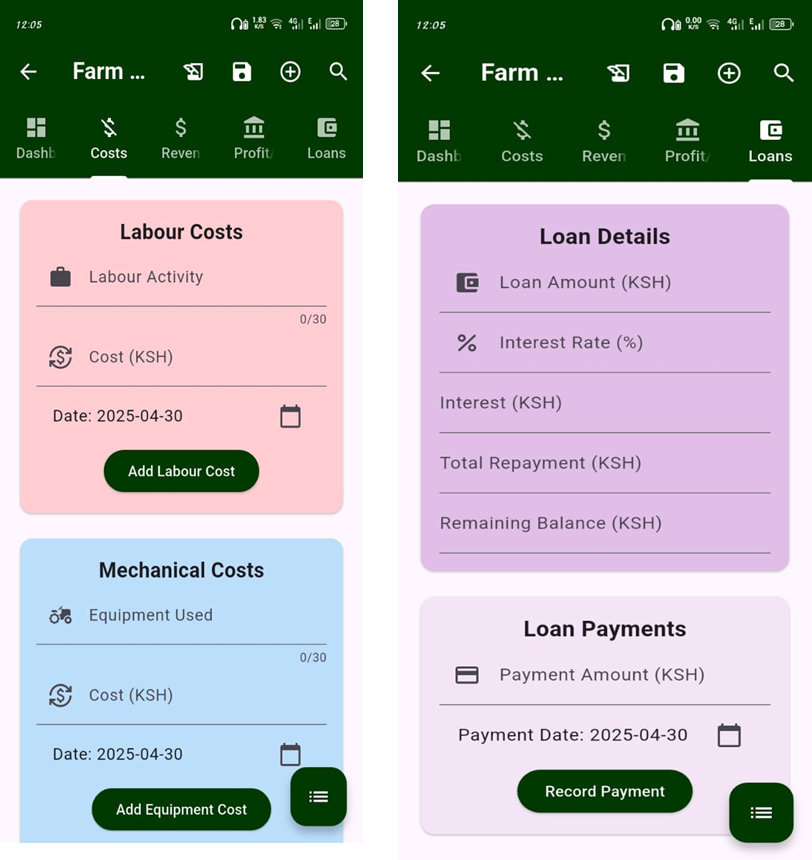 12:05
1.83 K/S 4G E 28
Farm ...
Dashb Costs Reven Profit/ Loans
Labour Costs
Labour Activity
0/30
Cost (KSH)
Date: 2025-04-30
Add Labour Cost
Mechanical Costs
Equipment Used
0/30
Cost (KSH)
Date: 2025-04-30
Add Equipment Cost
12:05
0.00 K/S 4G E 28
Farm ...
Dashb Costs Reven Profit/ Loans
Loan Details
Loan Amount (KSH)
Interest Rate (%)
Interest (KSH)
Total Repayment (KSH)
Remaining Balance (KSH)
Loan Payments
Payment Amount (KSH)
Payment Date: 2025-04-30
Record Payment